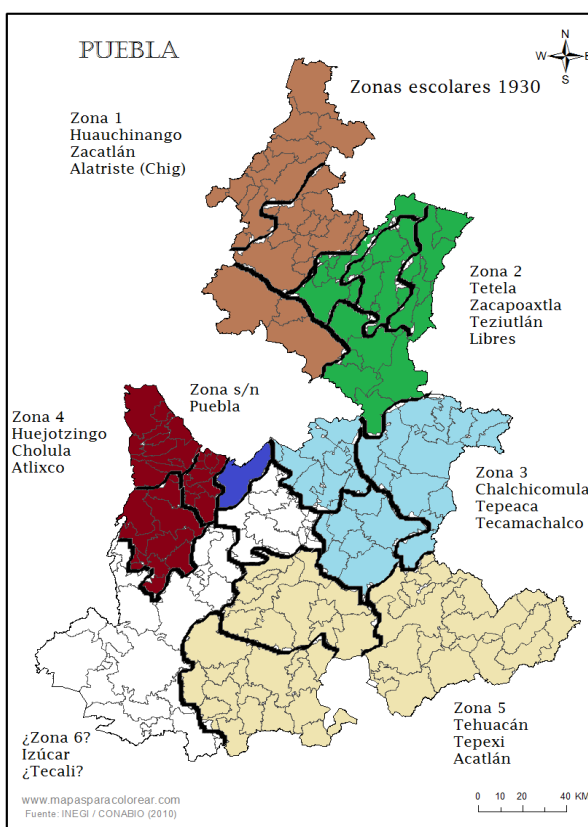 PUEBLA
N
W E
S
Zonas escolares 1930
Zona 1
Huauchinango
Zacatlán
Alatriste (Chig)
Zona 2
Tetela
Zacapoaxtla
Teziutlán
Libres
Zona s/n
Puebla
Zona 4
Huejotzingo
Cholula
Atlixco
Zona 3
Chalchicomula
Tepeaca
Tecamachalco
Zona 5
Tehuacán
Tepexi
Acatlán
¿Zona 6?
Izúcar
¿Tecali?
www.mapasparacolorear.com
Fuente: INEGI / CONABIO (2010)
0 10 20 40 KM